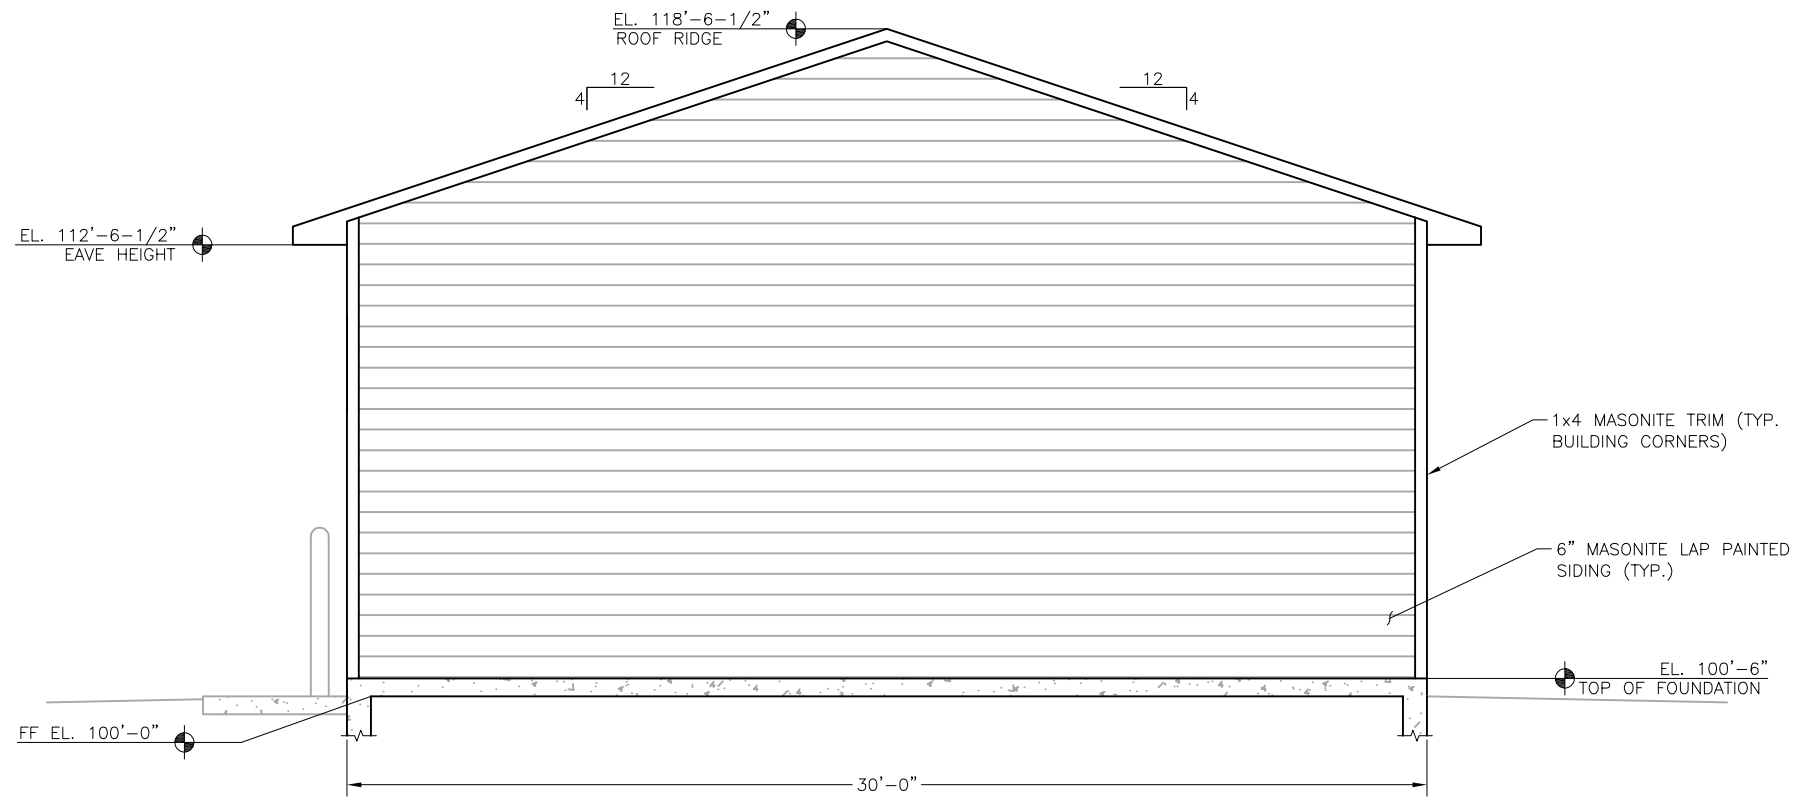 EL. 118'-6-1/2"
ROOF RIDGE
12
4
12
4
EL. 112'-6-1/2"
EAVE HEIGHT
1x4 MASONITE TRIM (TYP.
BUILDING CORNERS)
6" MASONITE LAP PAINTED
SIDING (TYP.)
EL. 100'-6"
TOP OF FOUNDATION
FF EL. 100'-0"
30'-0"